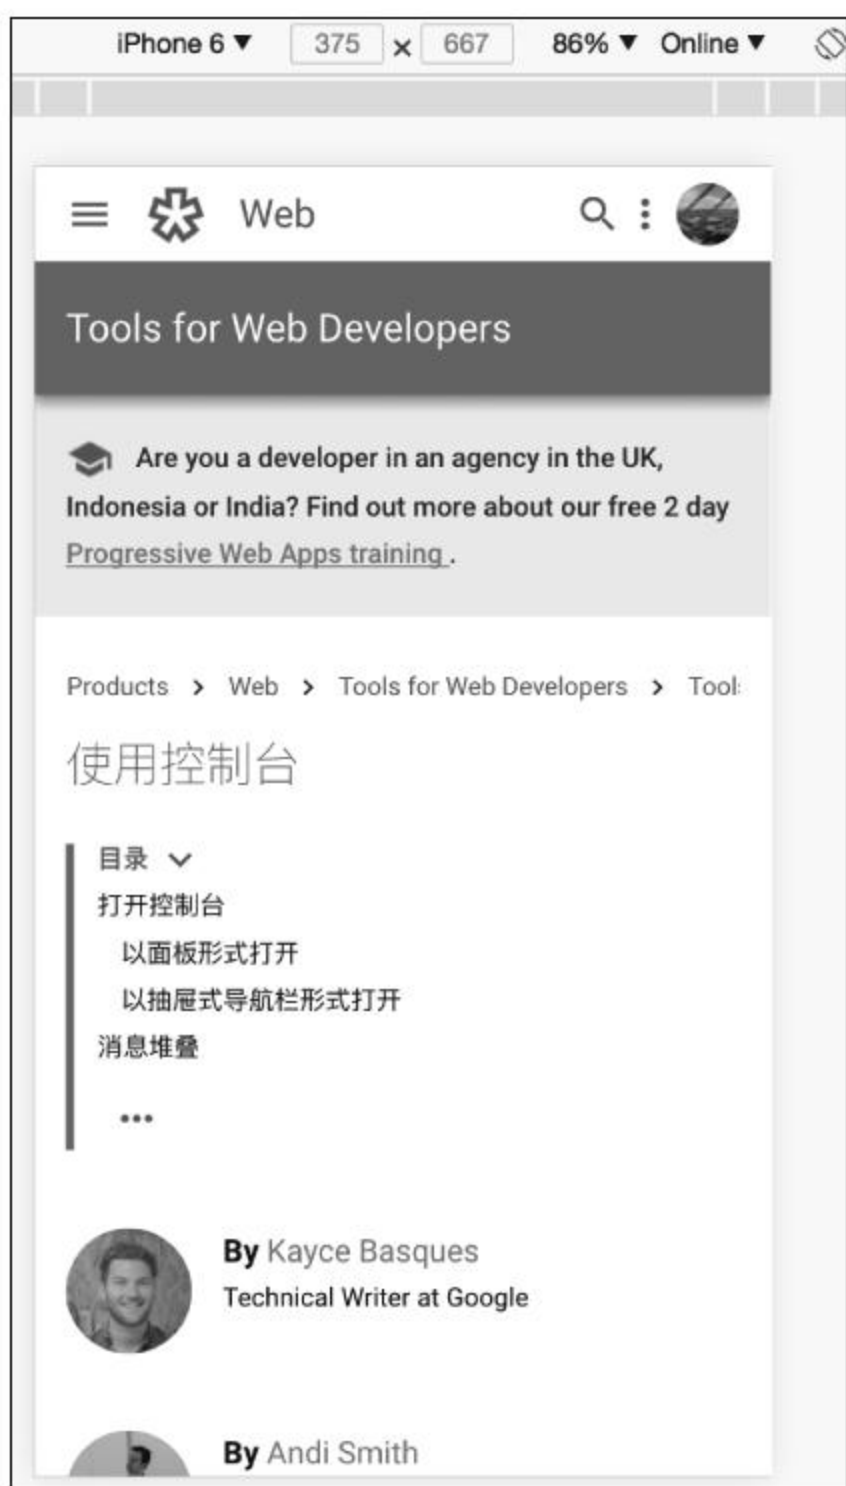 iPhone 6 ▼ 375 × 667 86% ▼ Online ▼
Web
Tools for Web Developers
Are you a developer in an agency in the UK,
Indonesia or India? Find out more about our free 2 day
Progressive Web Apps training .
Products > Web > Tools for Web Developers > Tool
使用控制台
目录
打开控制台
以面板形式打开
以抽屉式导航栏形式打开
消息堆叠
•••
By Kayce Basques
Technical Writer at Google
By Andi Smith